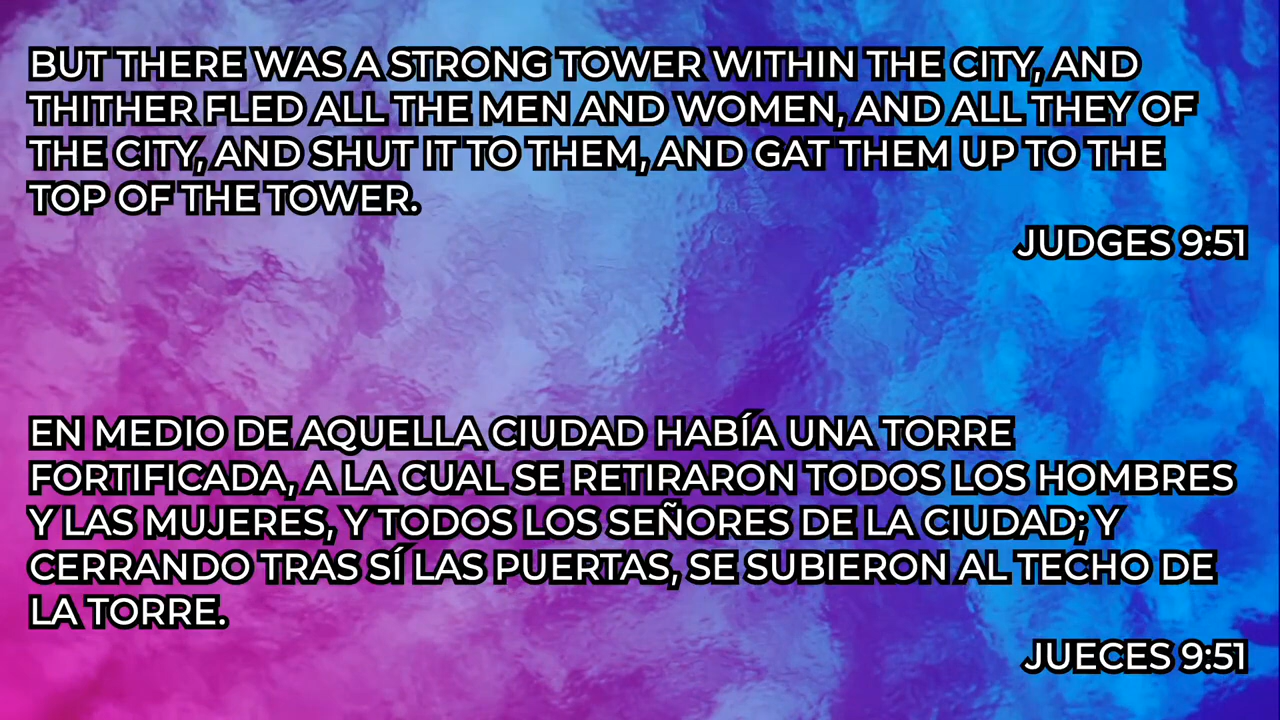 BUT THERE WAS A STRONG TOWER WITHIN THE CITY, AND
THITHER FLED ALL THE MEN AND WOMEN, AND ALL THEY OF
THE CITY, AND SHUT IT TO THEM, AND GAT THEM UP TO THE
TOP OF THE TOWER.
JUDGES 9:51
EN MEDIO DE AQUELLA CIUDAD HABÍA UNA TORRE
FORTIFICADA, A LA CUAL SE RETIRARON TODOS LOS HOMBRES
Y LAS MUJERES, Y TODOS LOS SEÑORES DE LA CIUDAD; Y
CERRANDO TRAS SÍ LAS PUERTAS, SE SUBIERON AL TECHO DE
LA TORRE.
JUECES 9:51